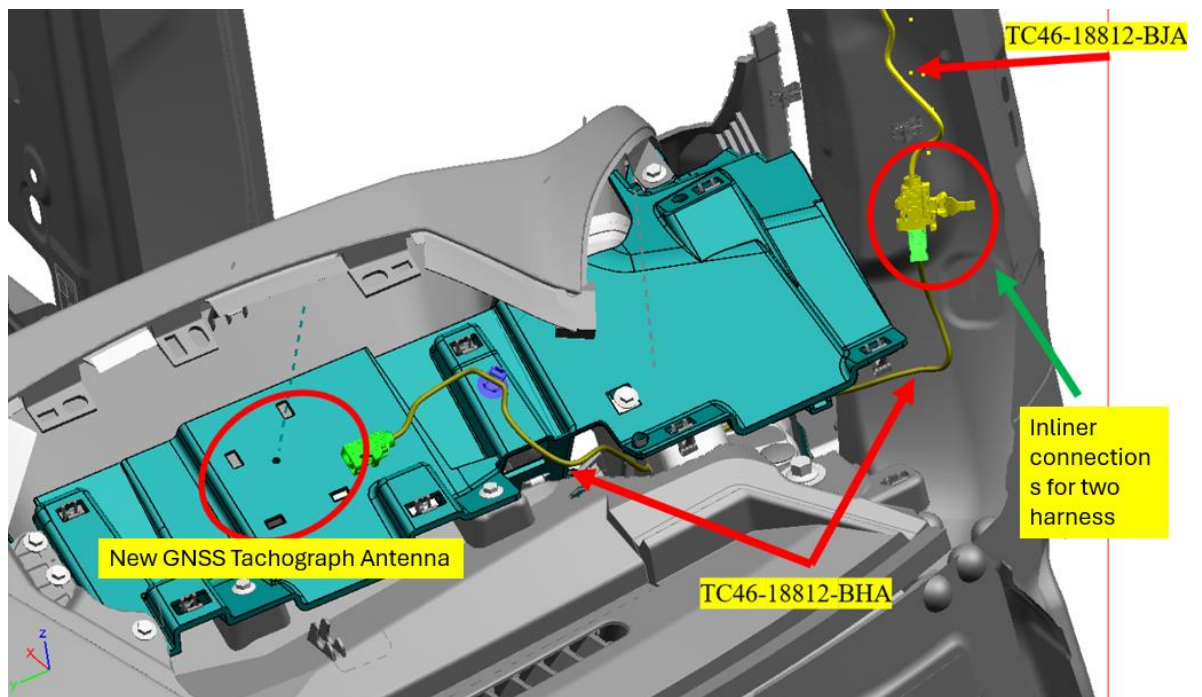 TC46-18812-BJA
Inliner
connection
s for two
harness
New GNSS Tachograph Antenna
TC46-18812-BHA
z
x
y